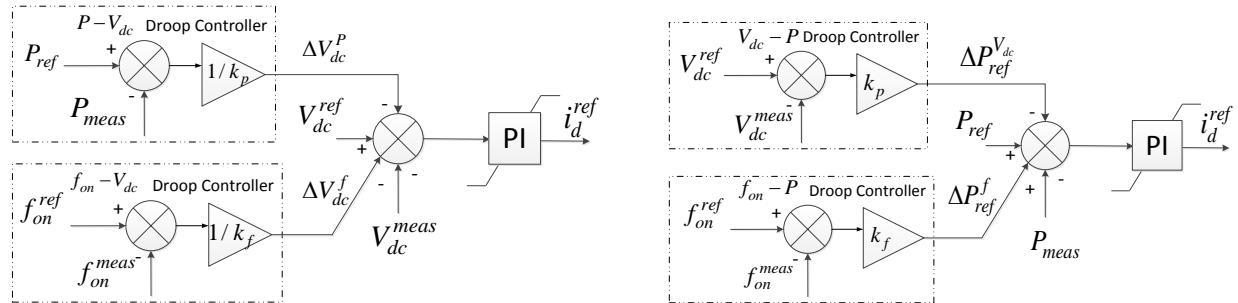 P − V_dc Droop Controller
P_ref
+
-
1/k_p
P_meas
ΔV_dc^P
-
V_dc^ref
+
PI
i_d^ref
f_on − V_dc Droop Controller
f_on^ref
+
-
1/k_f
f_on^meas
ΔV_dc^f
-
-
V_dc^meas
V_dc − P Droop Controller
V_dc^ref
+
-
k_p
V_dc^meas
ΔP_ref^V_dc
-
P_ref
+
PI
i_d^ref
f_on − P Droop Controller
f_on^ref
+
-
k_f
f_on^meas
ΔP_ref^f
+
-
P_meas